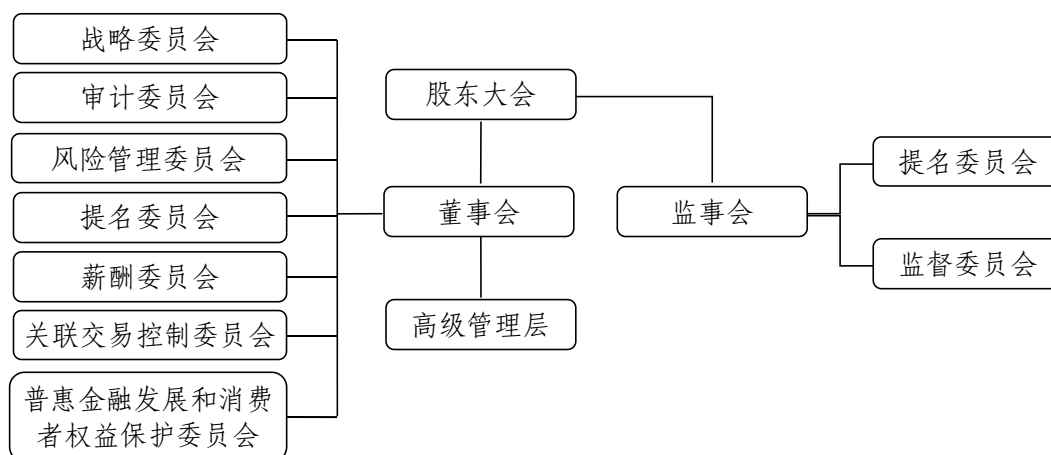 战略委员会
审计委员会
风险管理委员会
提名委员会
薪酬委员会
关联交易控制委员会
普惠金融发展和消费
者权益保护委员会
股东大会
董事会
高级管理层
监事会
提名委员会
监督委员会